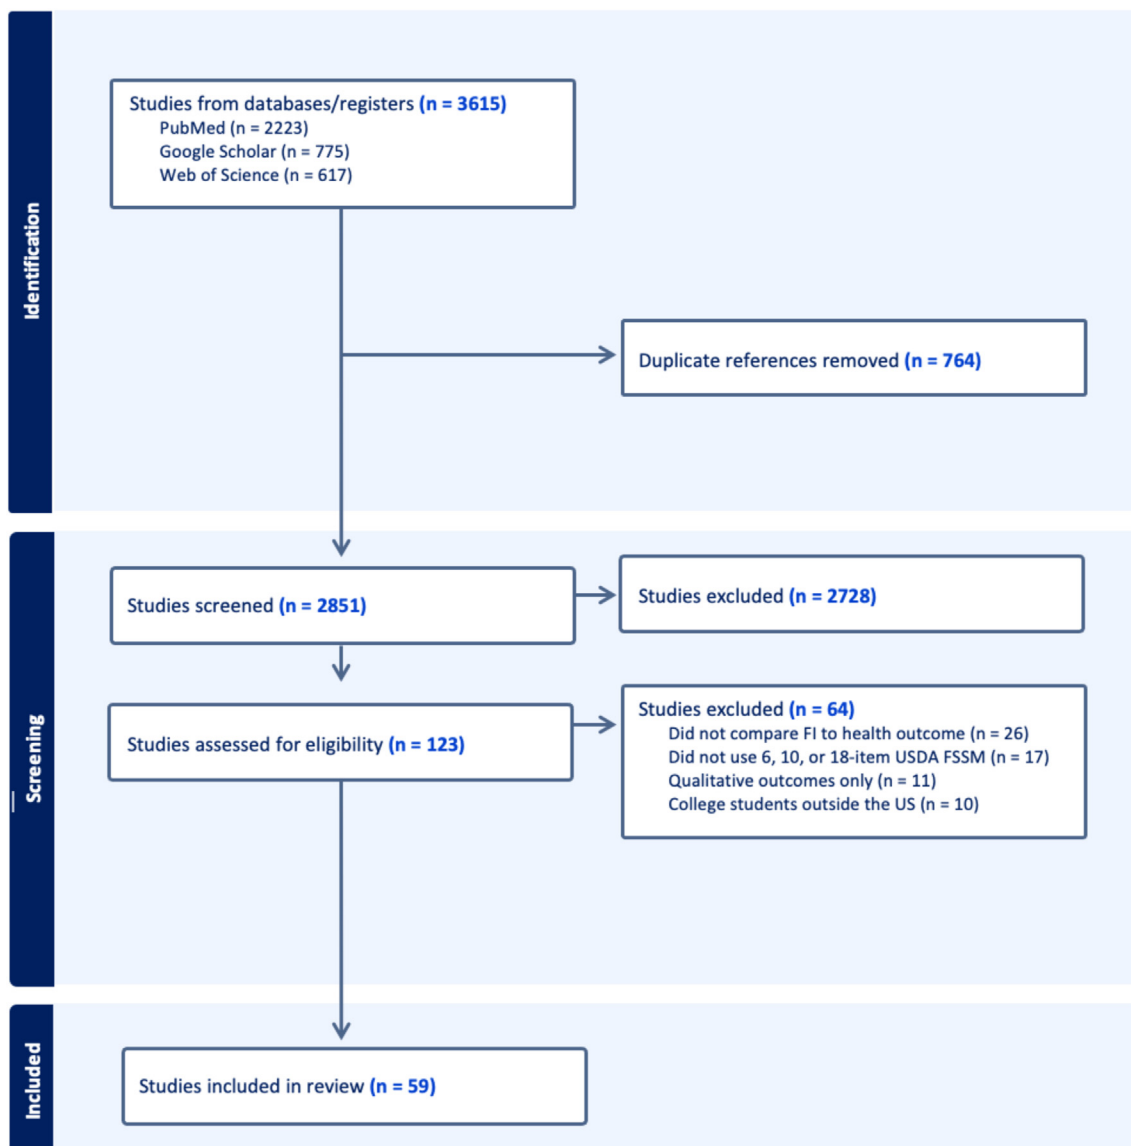 Identification
Studies from databases/registers (n = 3615)
PubMed (n = 2223)
Google Scholar (n = 775)
Web of Science (n = 617)
Duplicate references removed (n = 764)
Screening
Studies screened (n = 2851)
Studies excluded (n = 2728)
Studies assessed for eligibility (n = 123)
Studies excluded (n = 64)
Did not compare FI to health outcome (n = 26)
Did not use 6, 10, or 18-item USDA FSSM (n = 17)
Qualitative outcomes only (n = 11)
College students outside the US (n = 10)
Included
Studies included in review (n = 59)